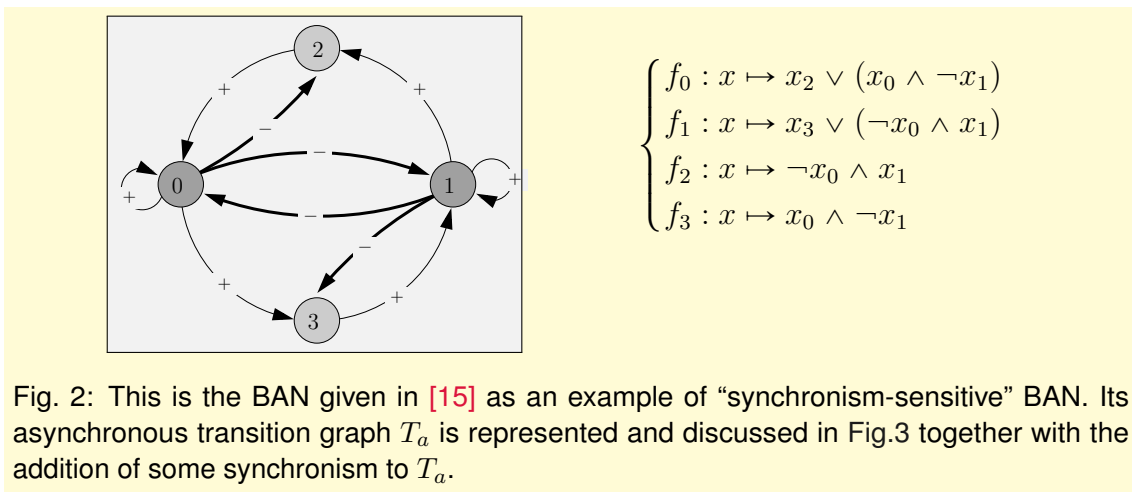 2
+
+
−
−
0
1
+
+
−
−
+
+
3
f₀ : x ↦ x₂ ∨ (x₀ ∧ ¬x₁)
f₁ : x ↦ x₃ ∨ (¬x₀ ∧ x₁)
f₂ : x ↦ ¬x₀ ∧ x₁
f₃ : x ↦ x₀ ∧ ¬x₁
Fig. 2: This is the BAN given in [15] as an example of “synchronism-sensitive” BAN. Its
asynchronous transition graph Tₐ is represented and discussed in Fig.3 together with the
addition of some synchronism to Tₐ.